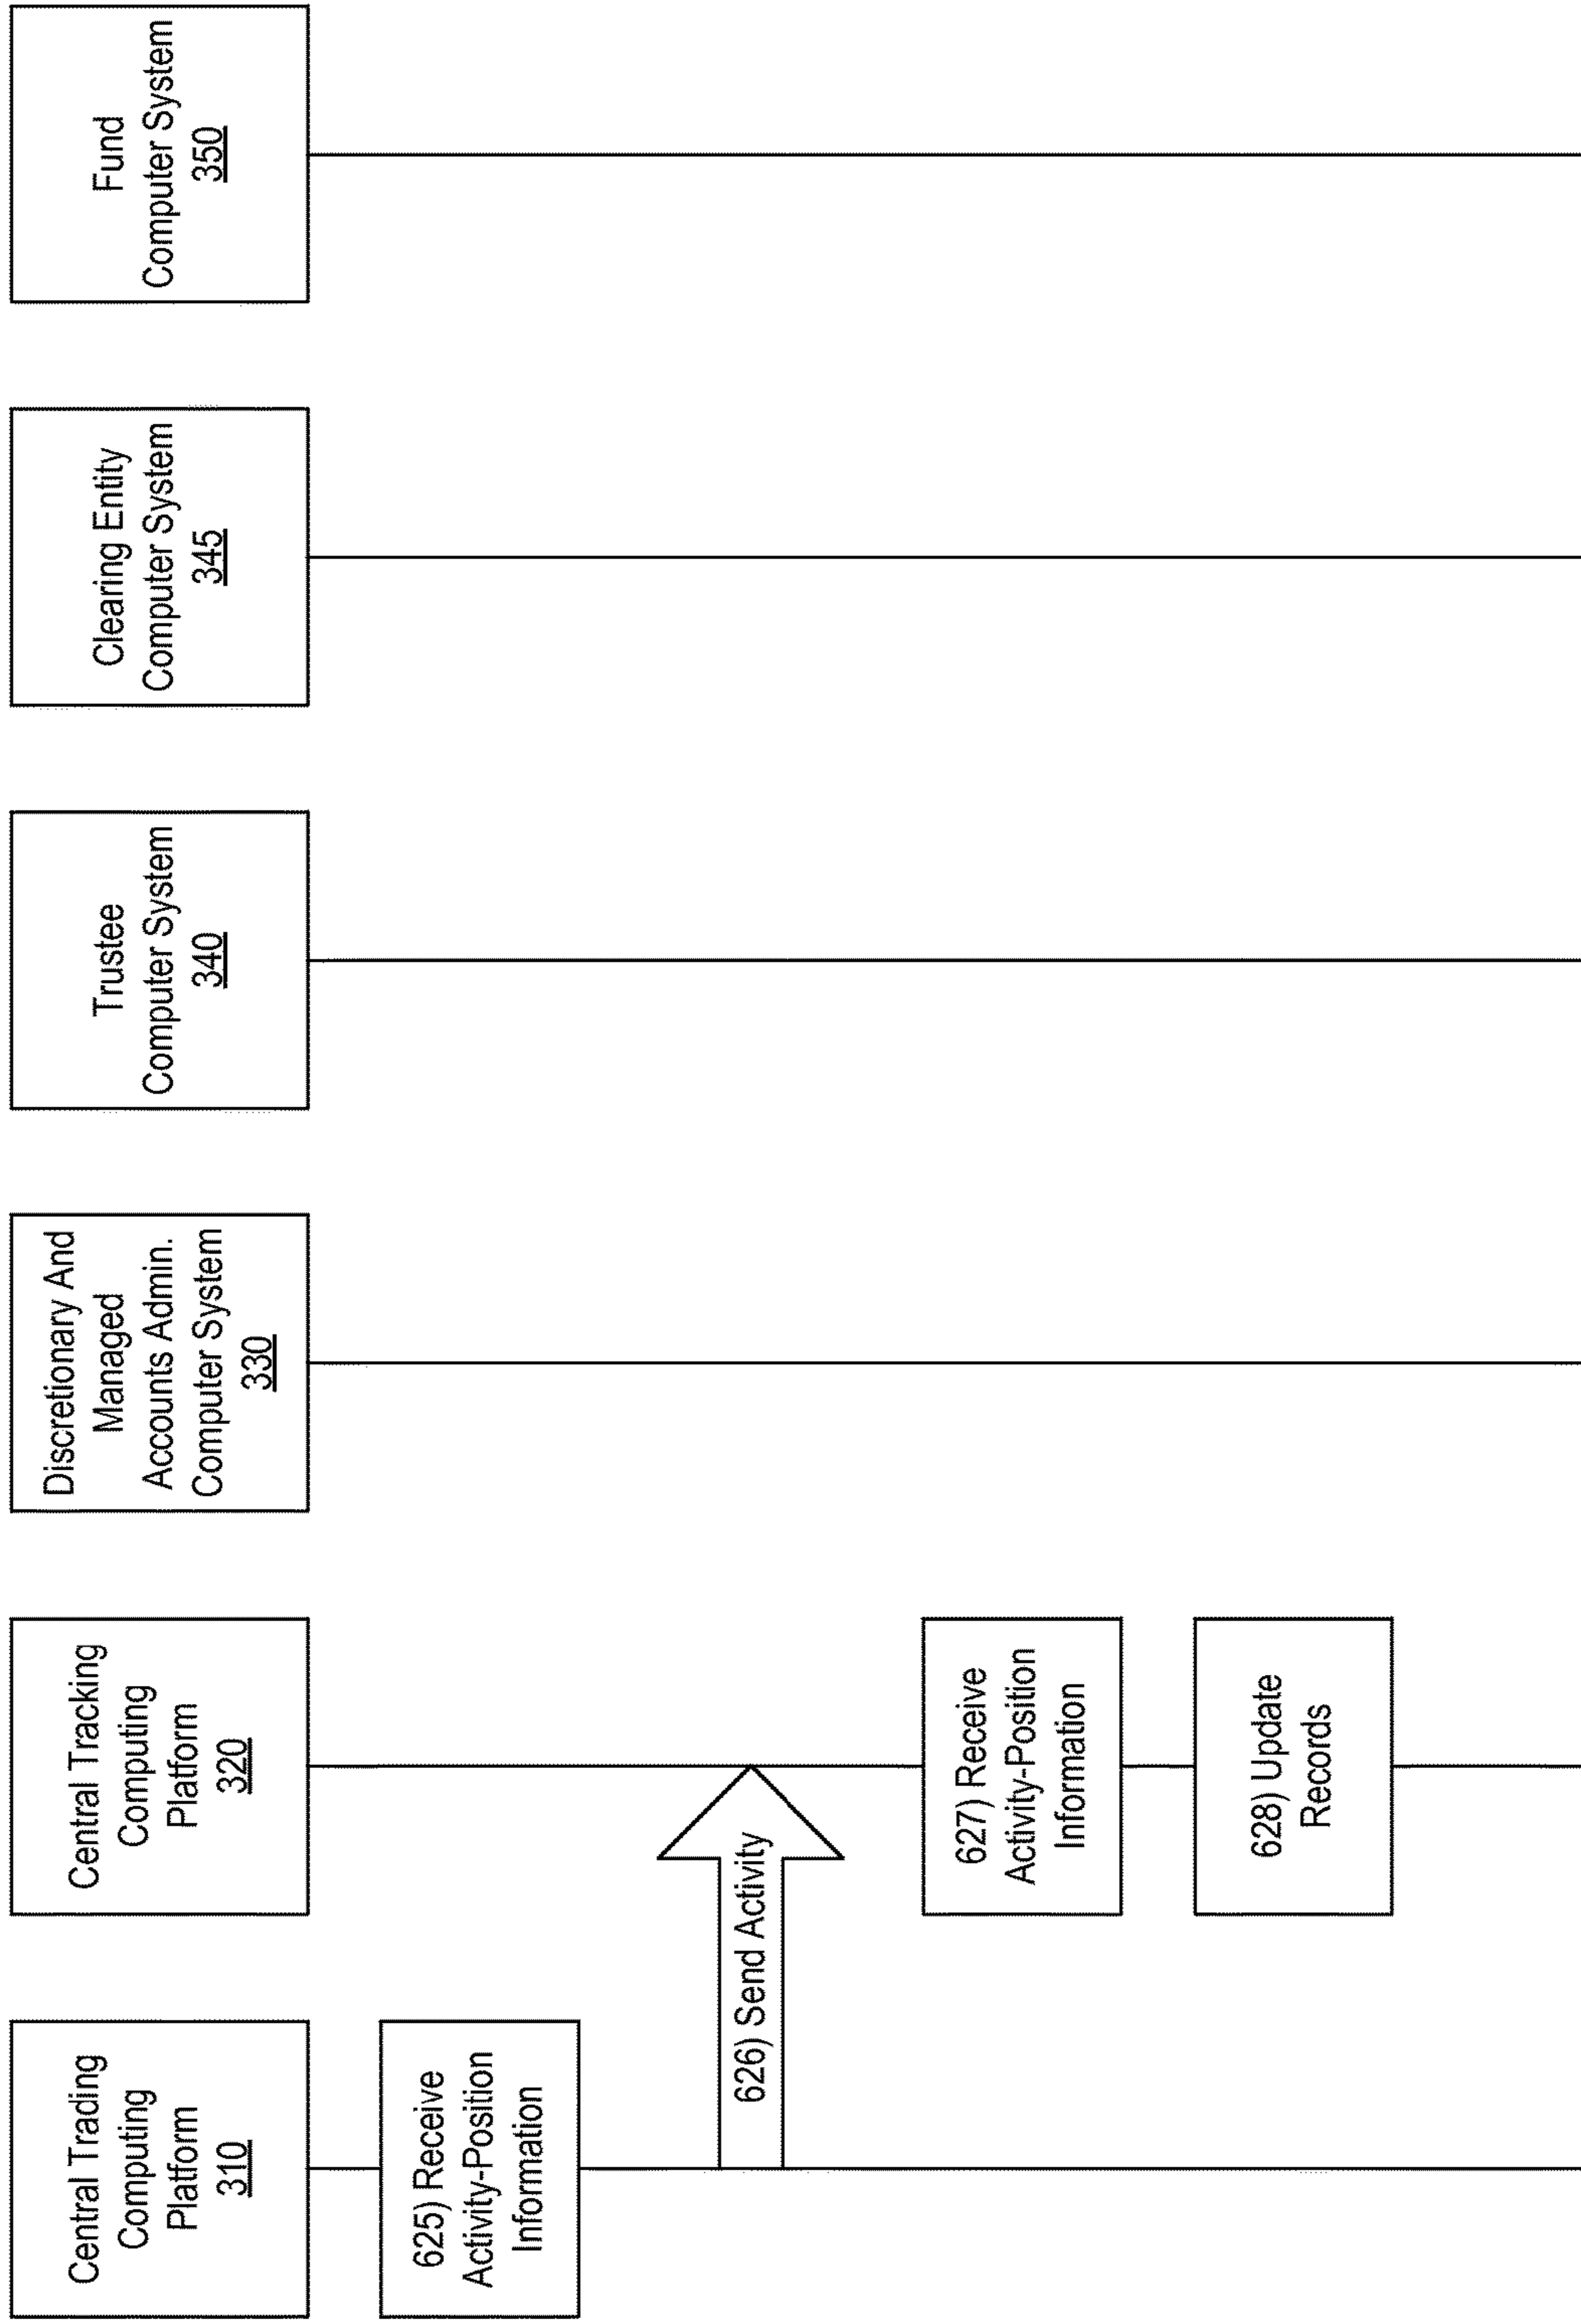 Central Trading
Computing
Platform
310
Central Tracking
Computing
Platform
320
Discretionary And
Managed
Accounts Admin.
Computer System
330
Trustee
Computer System
340
Clearing Entity
Computer System
345
Fund
Computer System
350
625) Receive
Activity-Position
Information
626) Send Activity
627) Receive
Activity-Position
Information
628) Update
Records